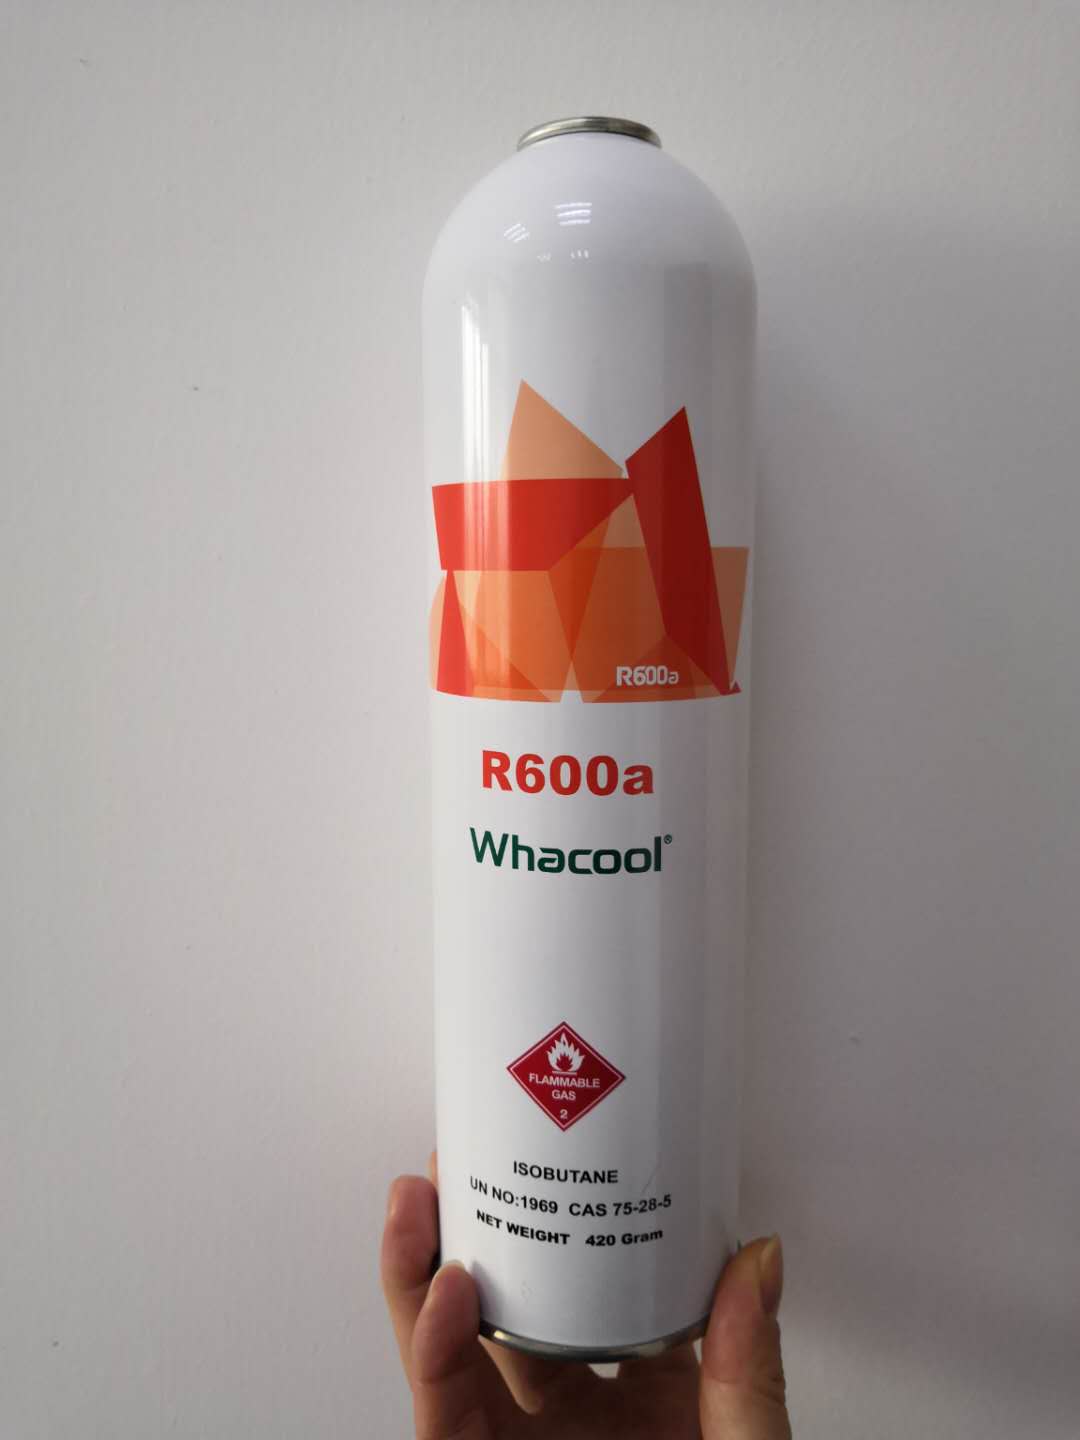 R600a
R600a
Whacool®
FLAMMABLE
GAS
2
ISOBUTANE
UN NO:1969 CAS 75-28-5
NET WEIGHT 420 Gram